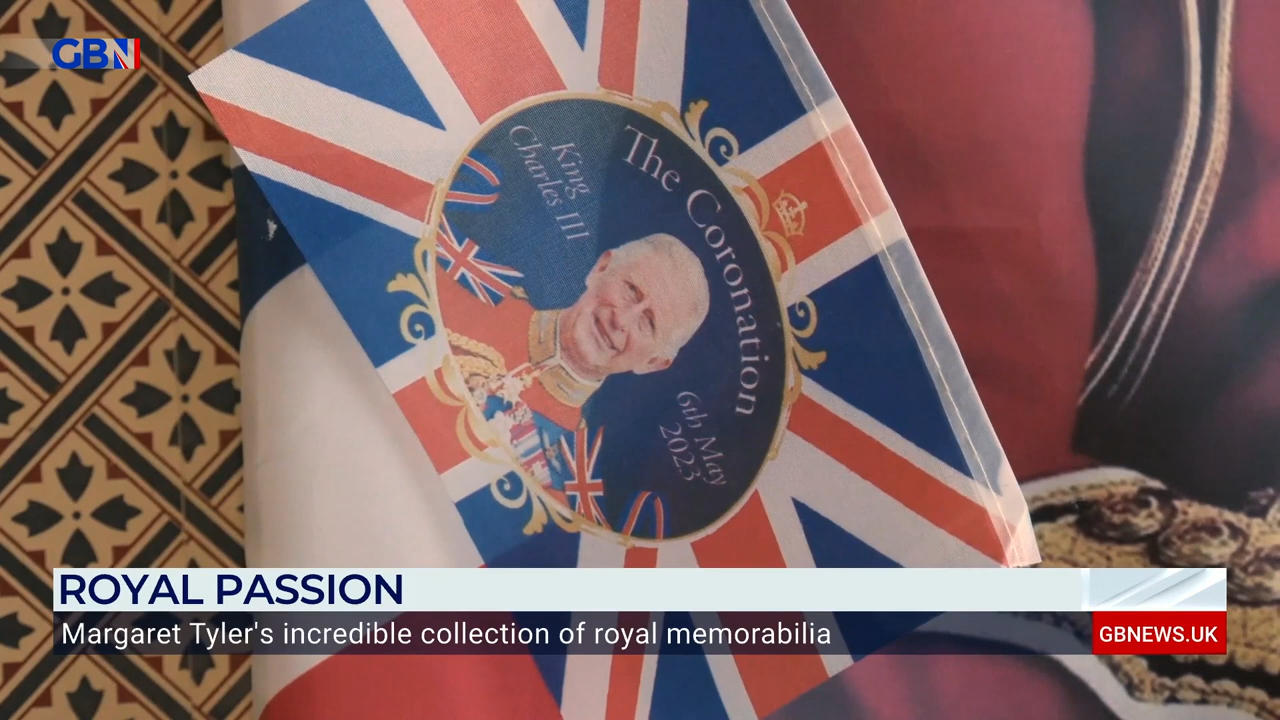 GBN
King
Charles III
The Coronation
6th May
2023
ROYAL PASSION
Margaret Tyler's incredible collection of royal memorabilia
GBNEWS.UK